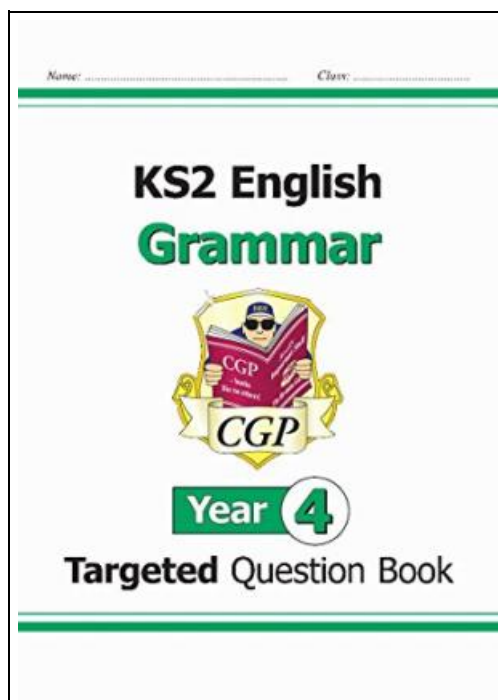 Name: ........................................ Class: ........................
KS2 English
Grammar
CGP
CGP
Year 4
Targeted Question Book